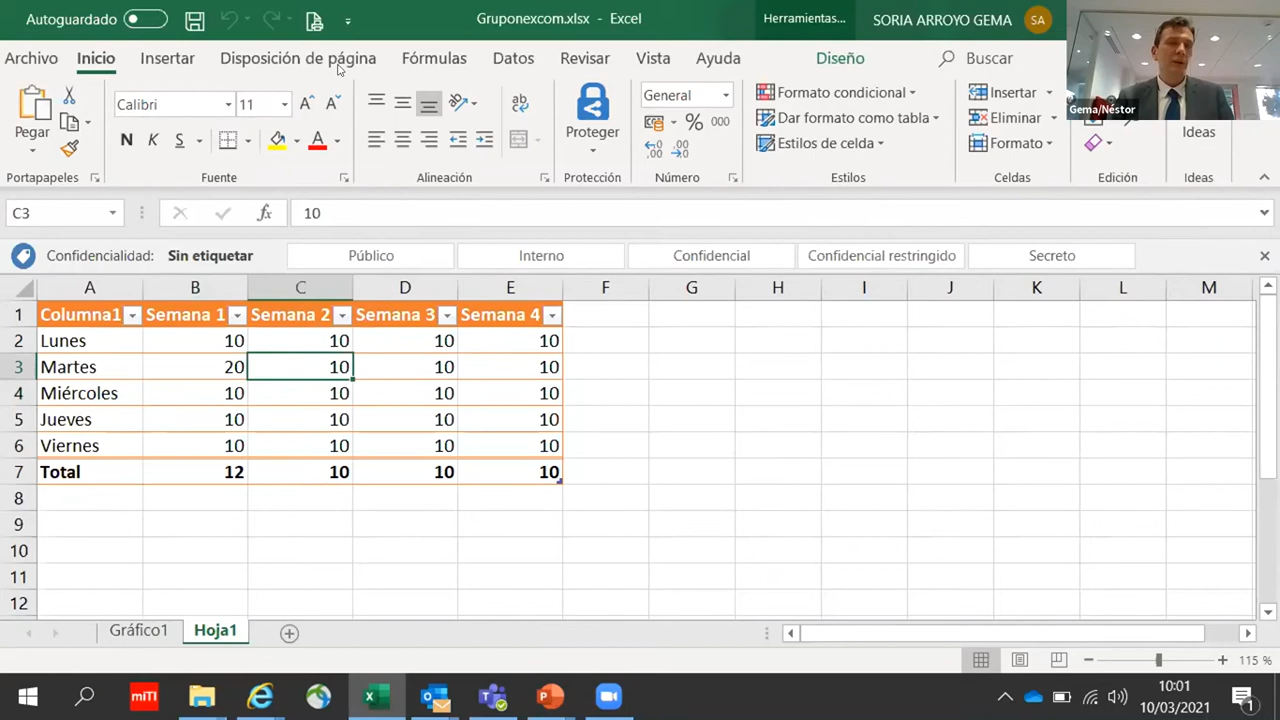 Autoguardado
Gruponexcom.xlsx - Excel
Herramientas...
SORIA ARROYO GEMA
SA
Archivo Inicio Insertar Disposición de página Fórmulas Datos Revisar Vista Ayuda Diseño Buscar
Gema/Néstor
Pegar
Calibri 11
N K S
A
ab
Proteger
General
% 000
Formato condicional
Dar formato como tabla
Estilos de celda
Insertar
Eliminar
Formato
Ideas
Portapapeles Fuente Alineación Protección Número Estilos Celdas Edición Ideas
C3 fx 10
Confidencialidad: Sin etiquetar Público Interno Confidencial Confidencial restringido Secreto
A B C D E F G H I J K L M
1 Columna1 Semana 1 Semana 2 Semana 3 Semana 4
2 Lunes 10 10 10 10
3 Martes 20 10 10 10
4 Miércoles 10 10 10 10
5 Jueves 10 10 10 10
6 Viernes 10 10 10 10
7 Total 12 10 10 10
8
9
10
11
12
Gráfico1 Hoja1
115 %
miTI
10:01
10/03/2021
1